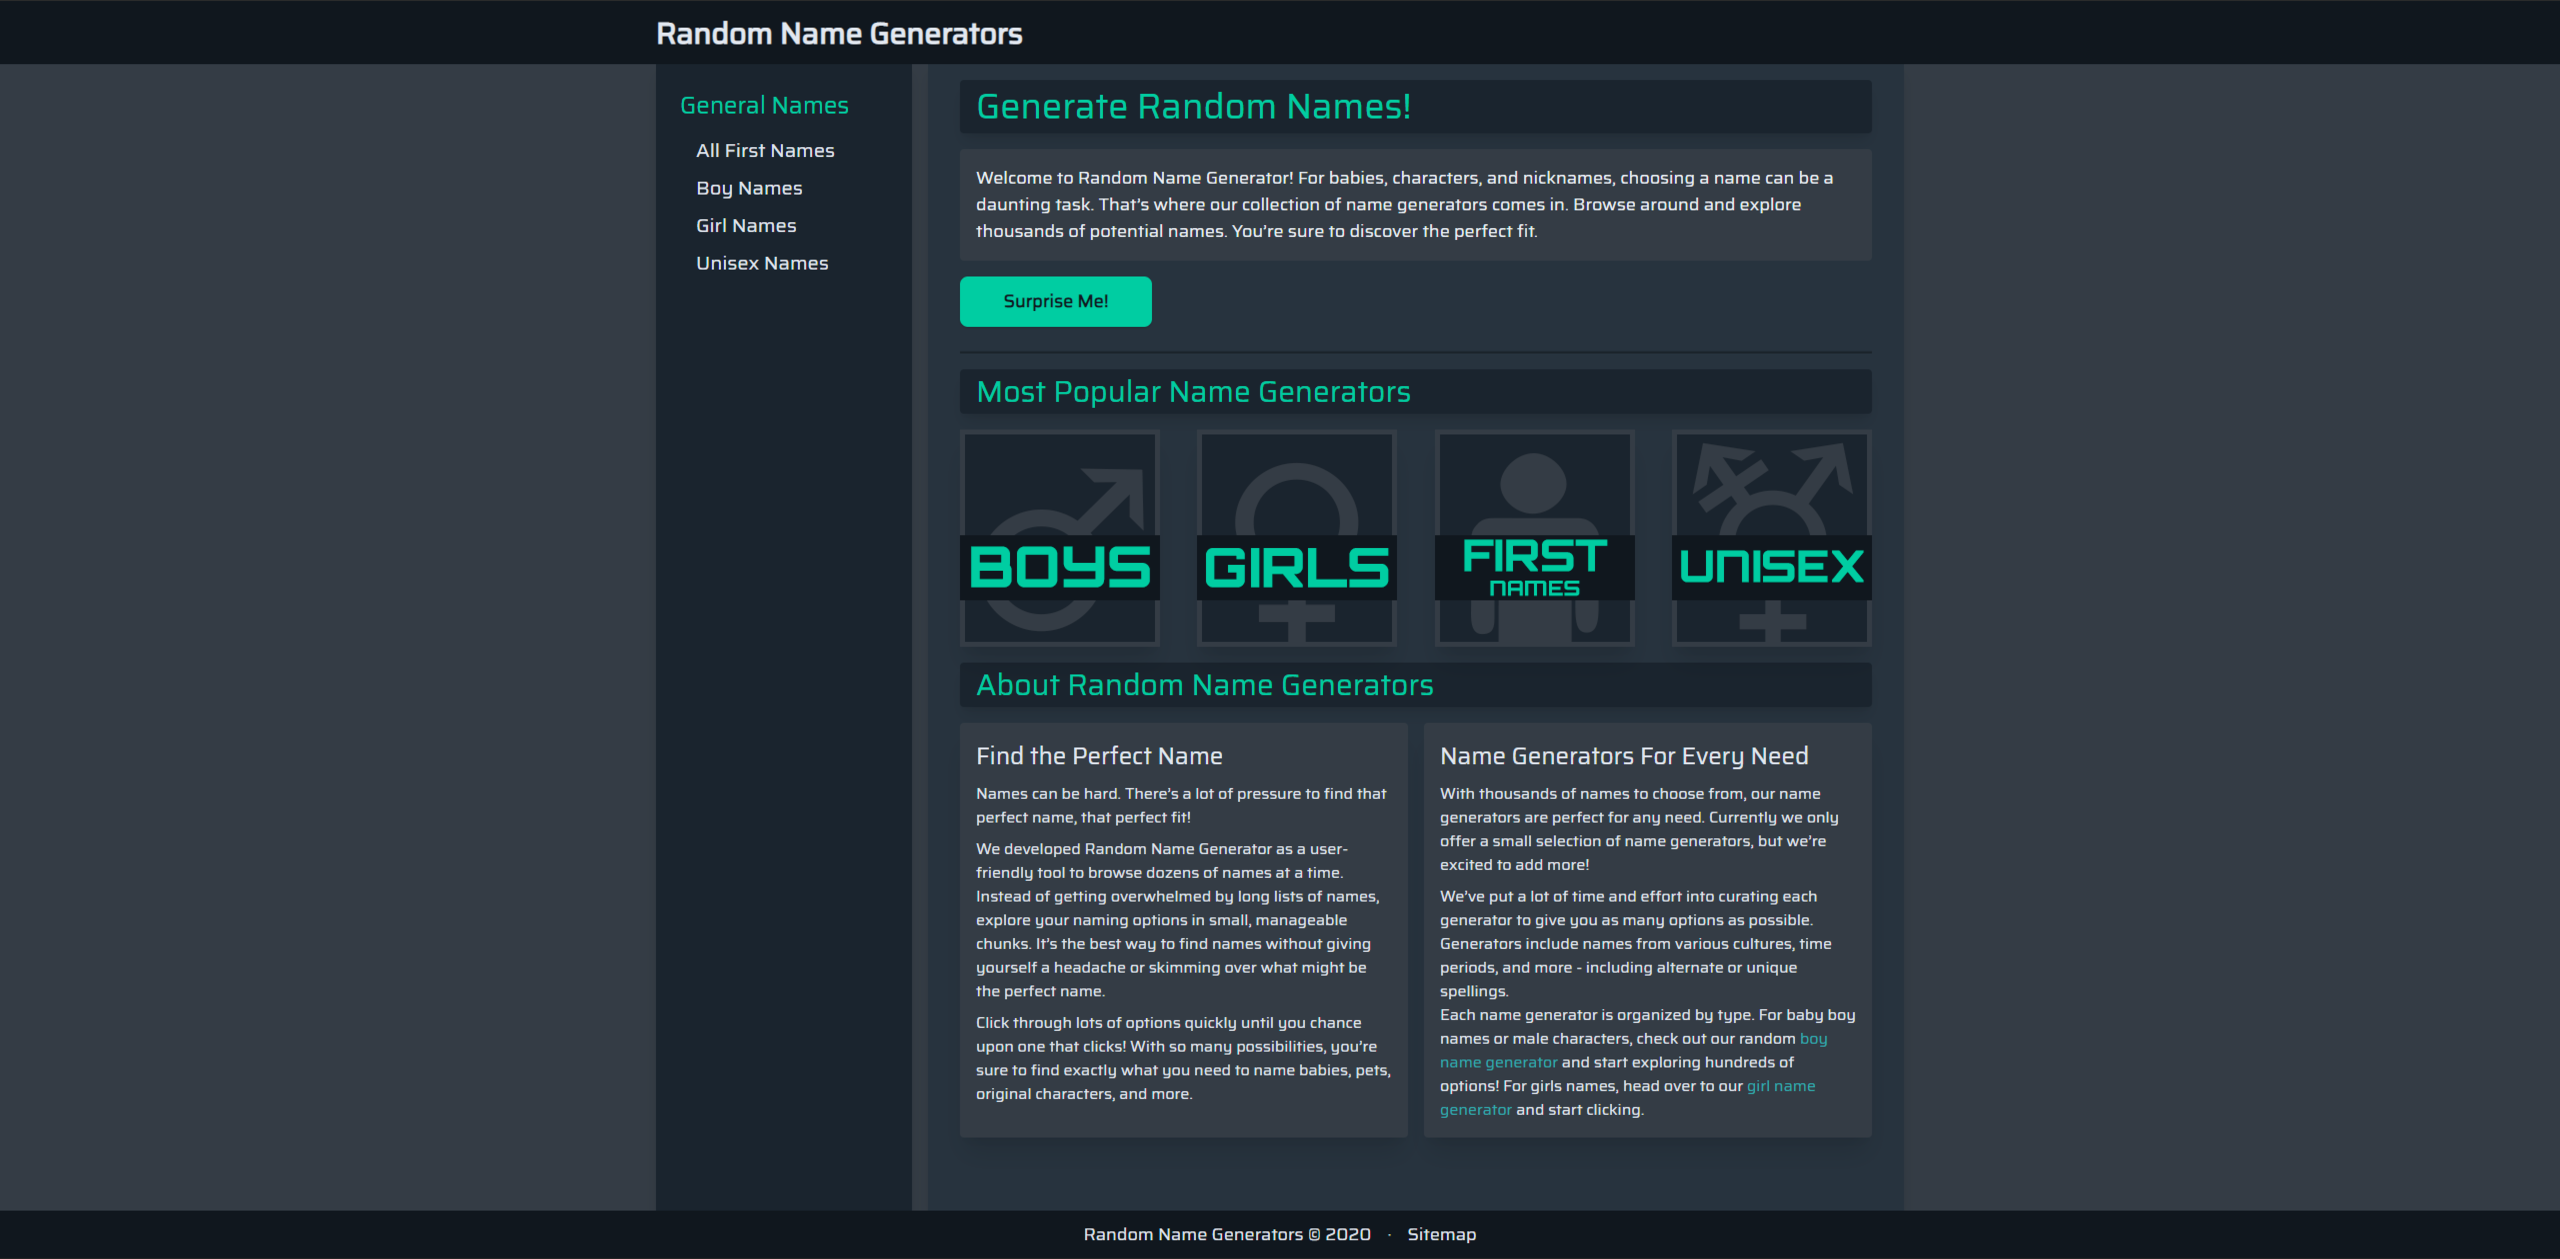 Random Name Generators
General Names
All First Names
Boy Names
Girl Names
Unisex Names
Generate Random Names!
Welcome to Random Name Generator! For babies, characters, and nicknames, choosing a name can be a
daunting task. That's where our collection of name generators comes in. Browse around and explore
thousands of potential names. You're sure to discover the perfect fit.
Surprise Me!
Most Popular Name Generators
BOYS
GIRLS
FIRST
NAMES
UNISEX
About Random Name Generators
Find the Perfect Name
Names can be hard. There's a lot of pressure to find that
perfect name, that perfect fit!
We developed Random Name Generator as a user-
friendly tool to browse dozens of names at a time.
Instead of getting overwhelmed by long lists of names,
explore your naming options in small, manageable
chunks. It's the best way to find names without giving
yourself a headache or skimming over what might be
the perfect name.
Click through lots of options quickly until you chance
upon one that clicks! With so many possibilities, you're
sure to find exactly what you need to name babies, pets,
original characters, and more.
Name Generators For Every Need
With thousands of names to choose from, our name
generators are perfect for any need. Currently we only
offer a small selection of name generators, but we're
excited to add more!
We've put a lot of time and effort into curating each
generator to give you as many options as possible.
Generators include names from various cultures, time
periods, and more - including alternate or unique
spellings.
Each name generator is organized by type. For baby boy
names or male characters, check out our random boy
name generator and start exploring hundreds of
options! For girls names, head over to our girl name
generator and start clicking.
Random Name Generators © 2020 · Sitemap